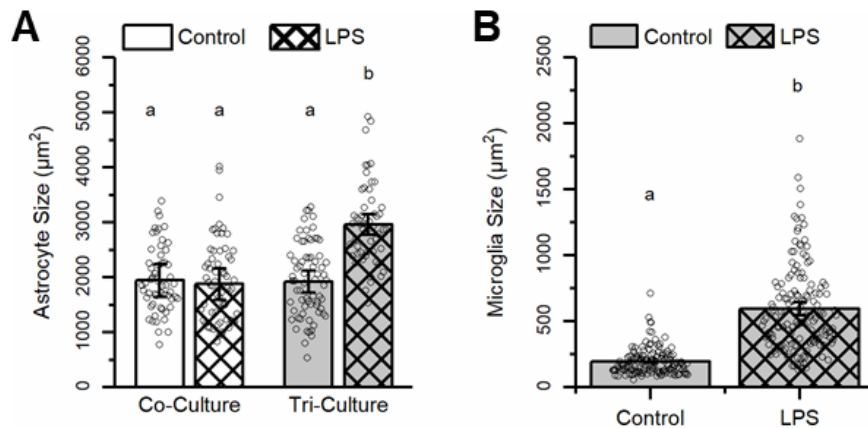 A
Control
LPS
Astrocyte Size (μm²)
6000
5000
4000
3000
2000
1000
0
a
a
a
b
Co-Culture
Tri-Culture
B
Control
LPS
Microglia Size (μm²)
2500
2000
1500
1000
500
0
a
b
Control
LPS